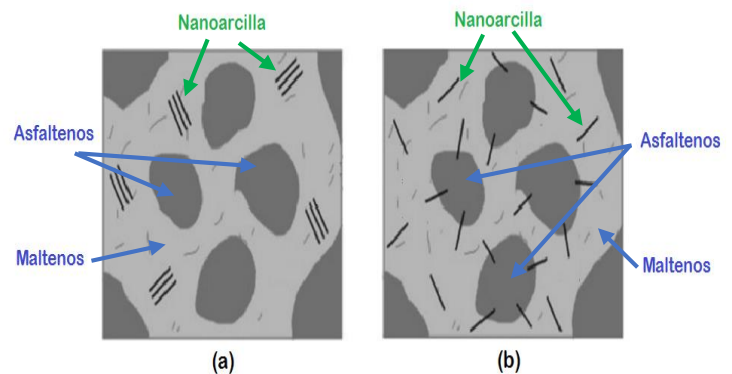 Nanoarcilla
Asfaltenos
Maltenos
(a)
Nanoarcilla
Asfaltenos
Maltenos
(b)